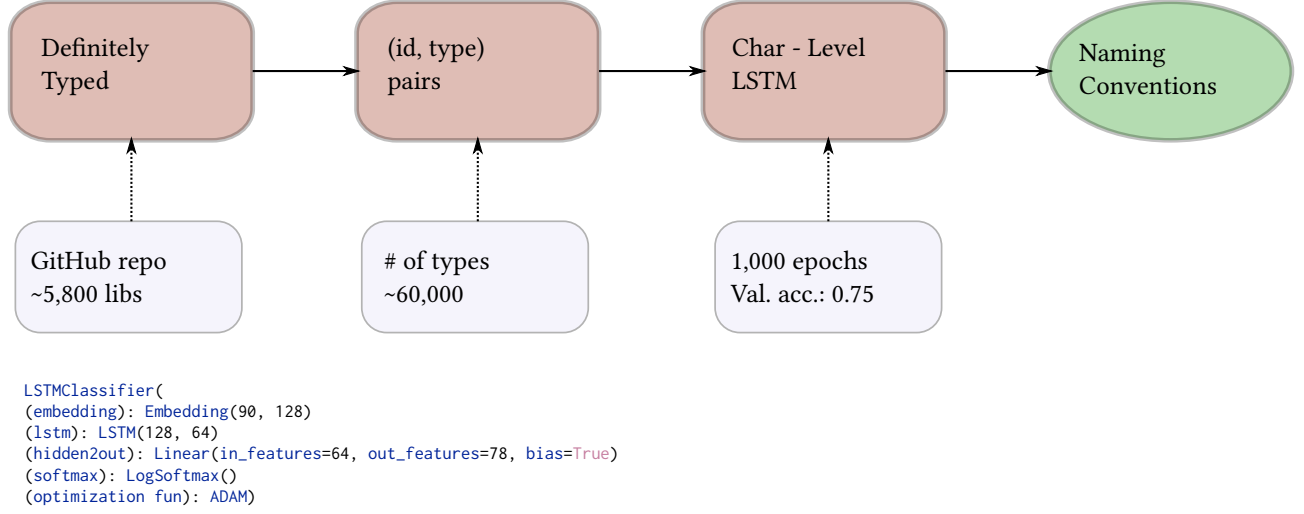 Definitely
Typed
(id, type)
pairs
Char - Level
LSTM
Naming
Conventions
GitHub repo
~5,800 libs
# of types
~60,000
1,000 epochs
Val. acc.: 0.75
LSTMClassifier(
(embedding): Embedding(90, 128)
(lstm): LSTM(128, 64)
(hidden2out): Linear(in_features=64, out_features=78, bias=True)
(softmax): LogSoftmax()
(optimization fun): ADAM)